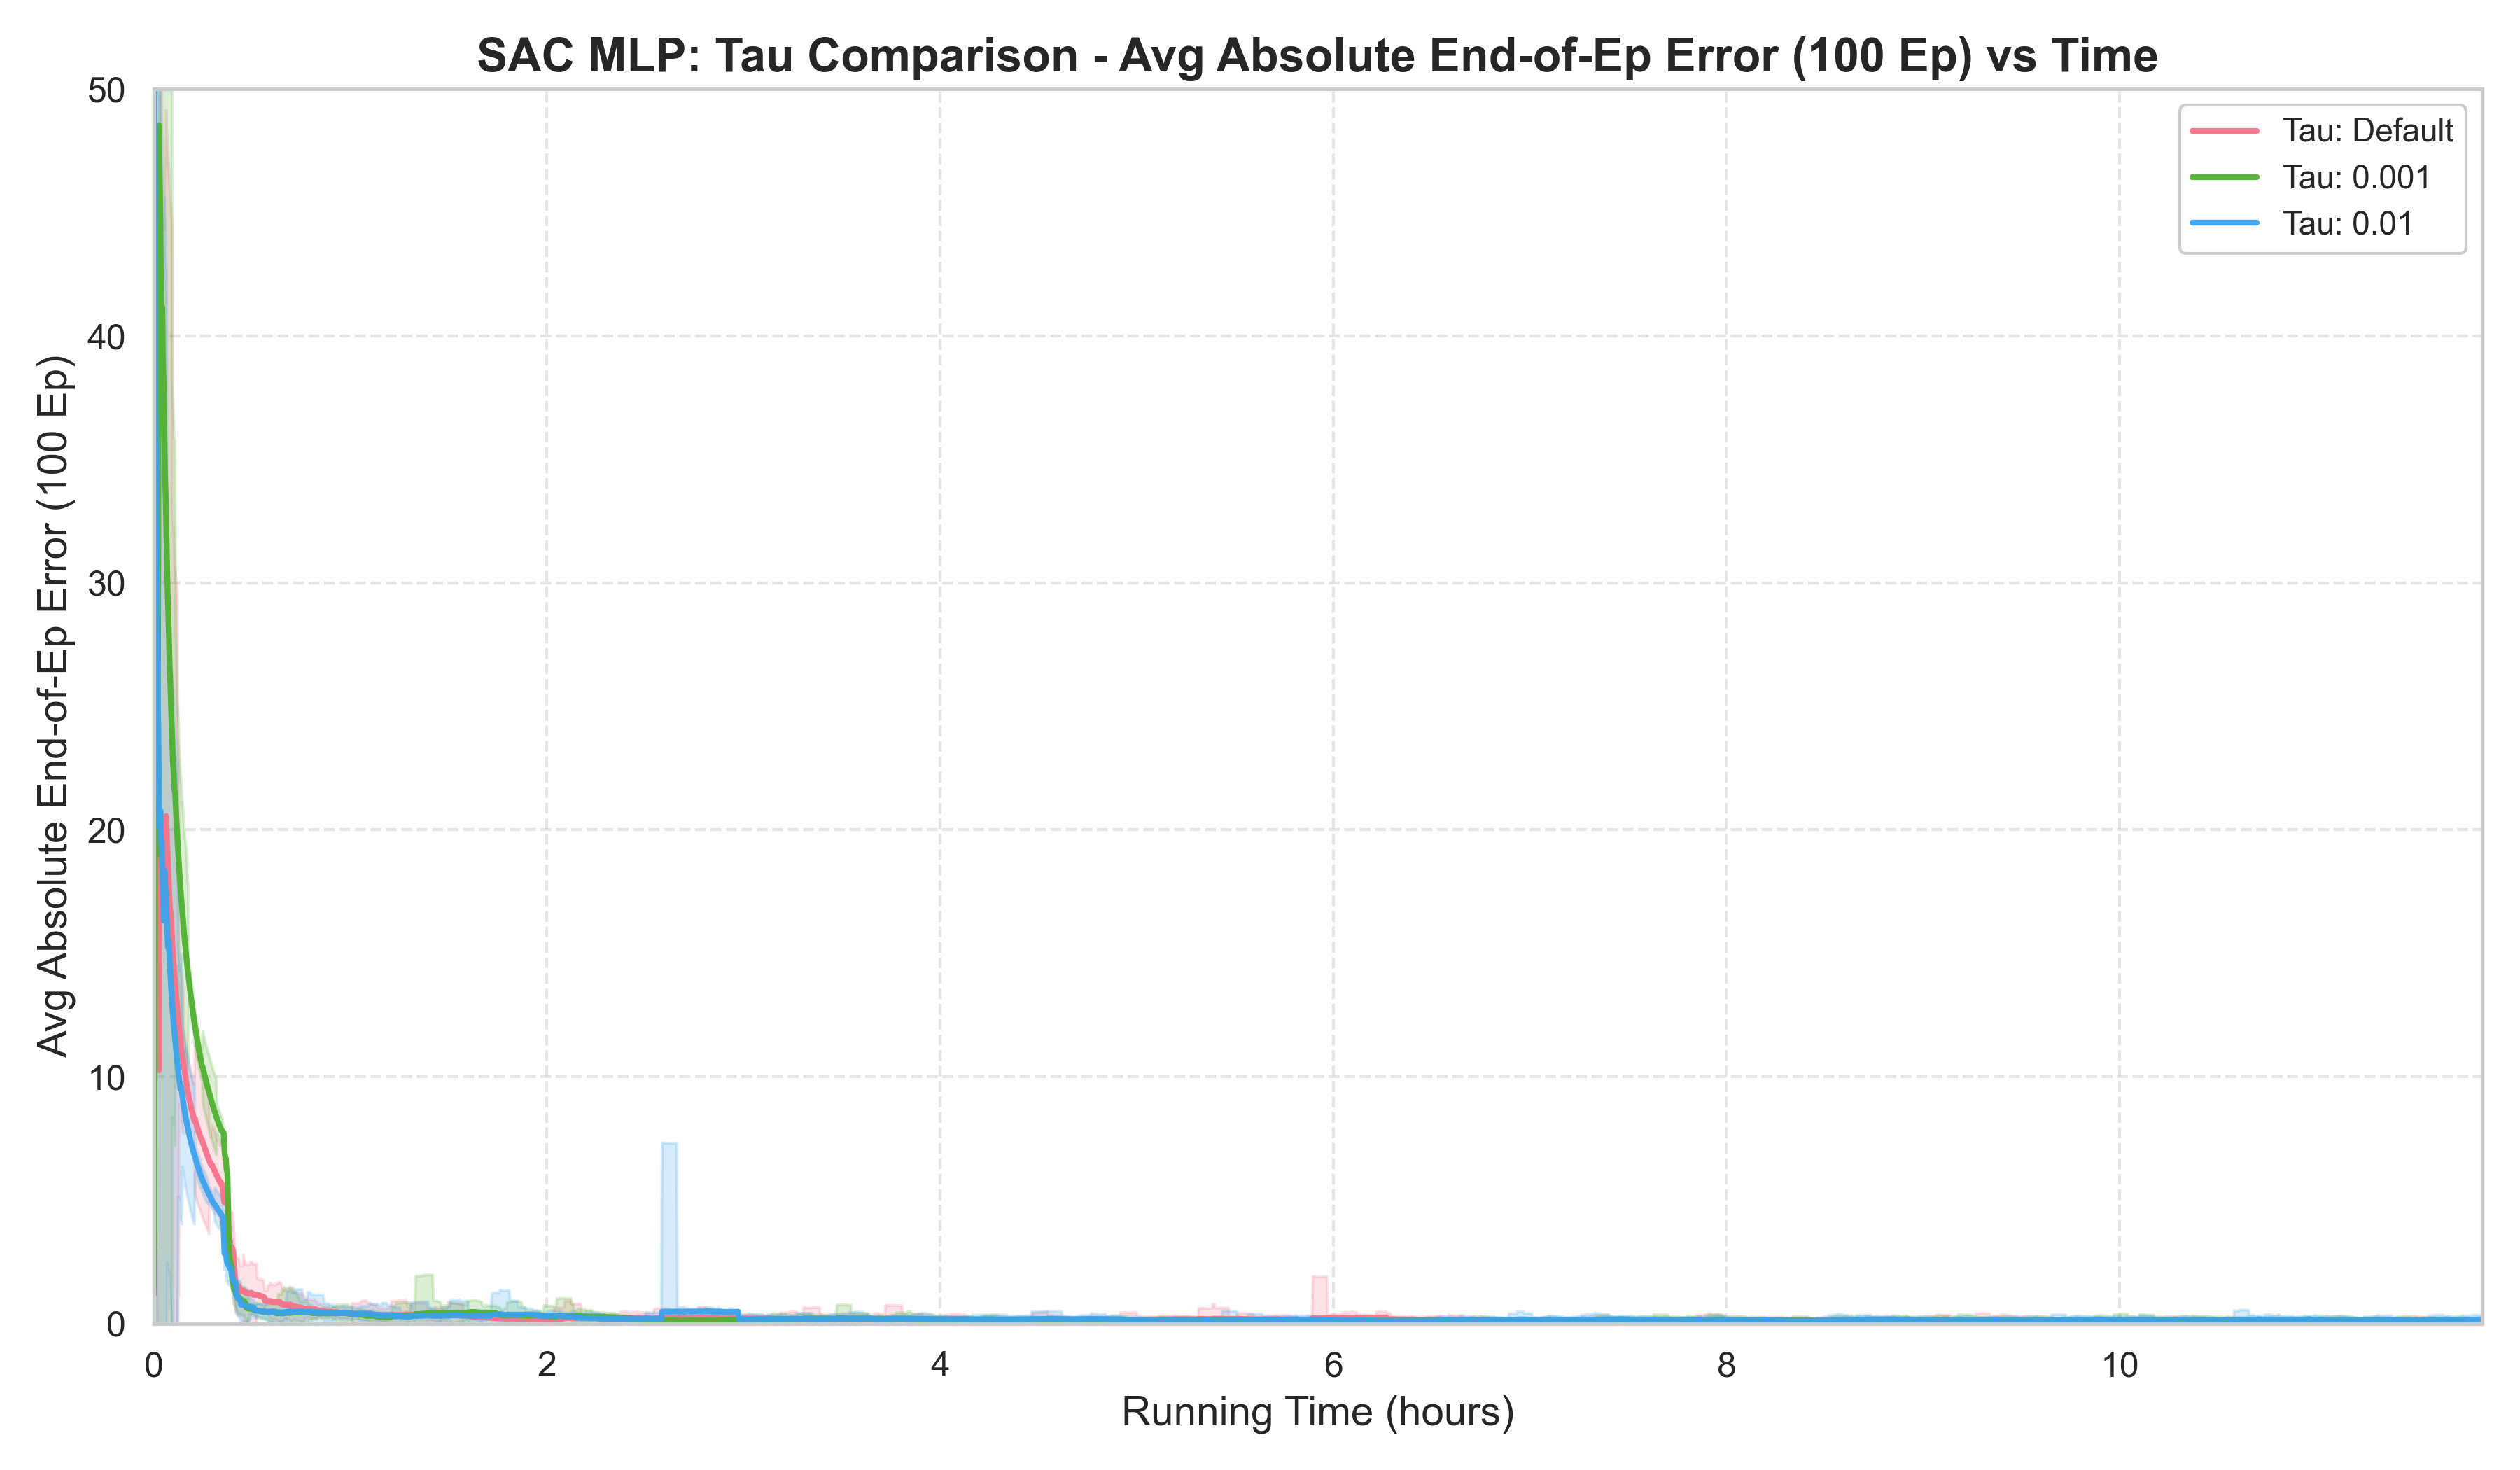 SAC MLP: Tau Comparison - Avg Absolute End-of-Ep Error (100 Ep) vs Time
Avg Absolute End-of-Ep Error (100 Ep)
50
40
30
20
10
0
Tau: Default
Tau: 0.001
Tau: 0.01
0 2 4 6 8 10
Running Time (hours)